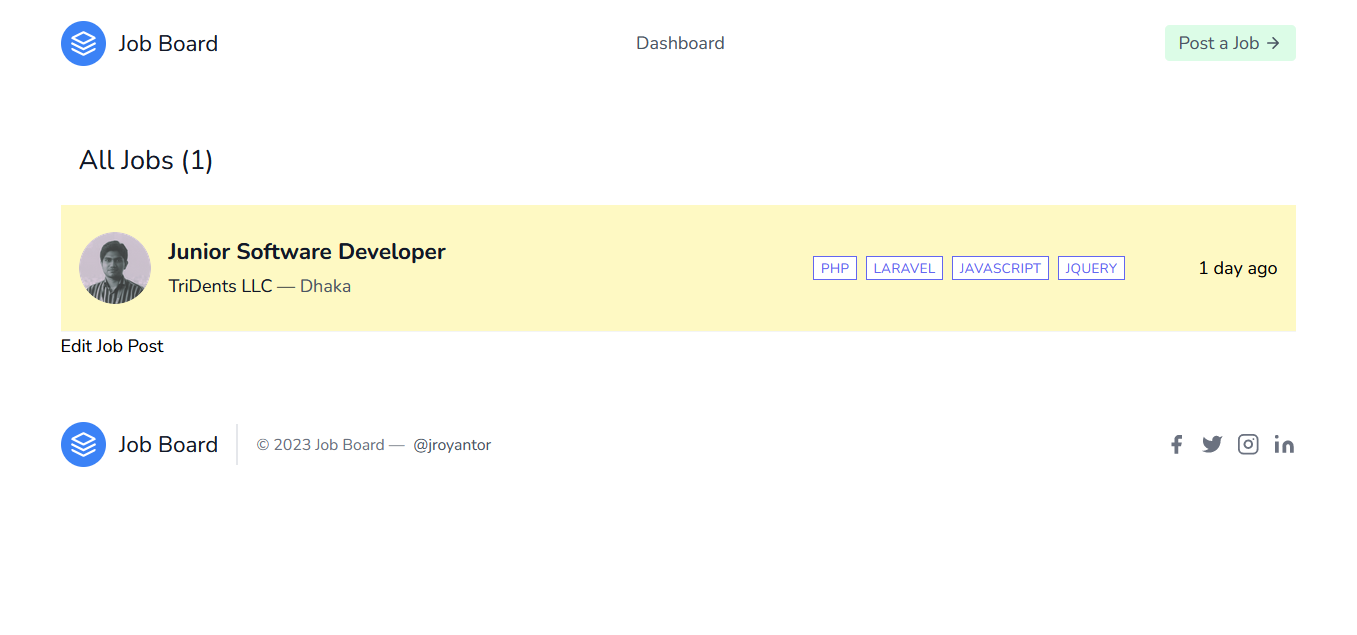 Job Board
Dashboard
Post a Job →
All Jobs (1)
Junior Software Developer
TriDents LLC — Dhaka
PHP LARAVEL JAVASCRIPT JQUERY
1 day ago
Edit Job Post
Job Board
© 2023 Job Board — @jroyantor